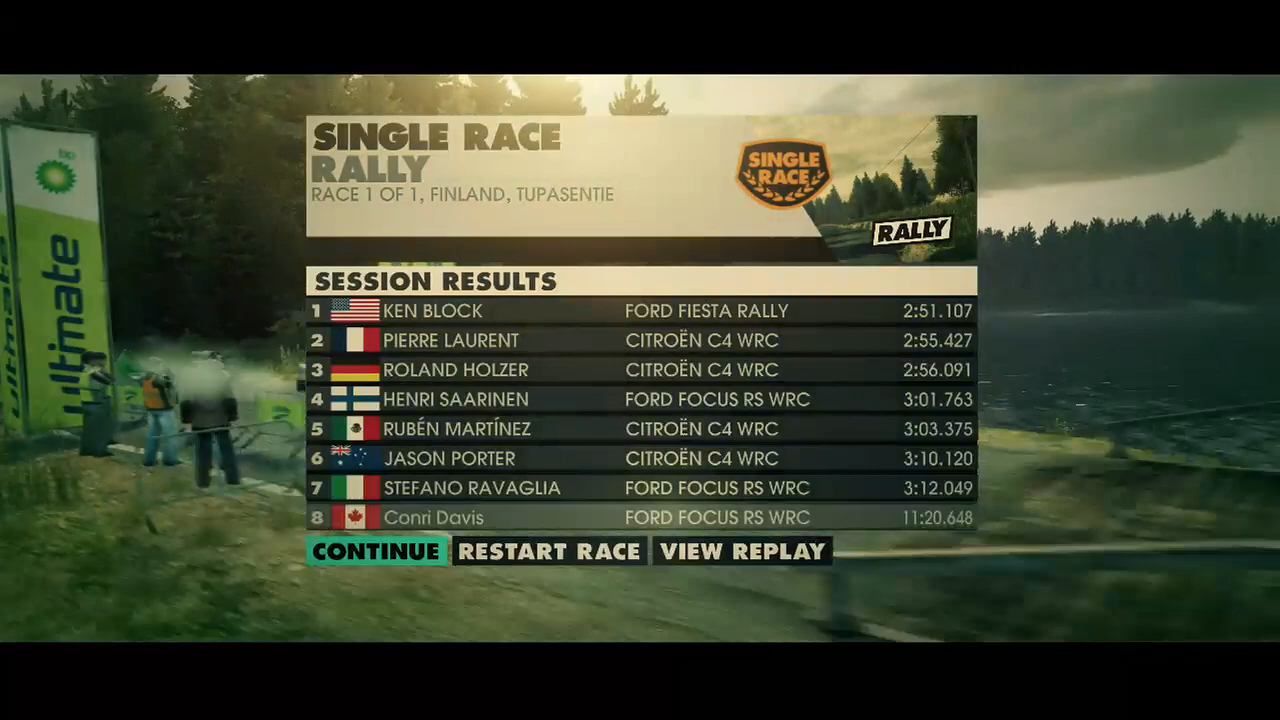 SINGLE RACE
RALLY
RACE 1 OF 1, FINLAND, TUPASENTIE
SINGLE
RACE
RALLY
bp
ultimate
ultimate
SESSION RESULTS
1 KEN BLOCK FORD FIESTA RALLY 2:51.107
2 PIERRE LAURENT CITROËN C4 WRC 2:55.427
3 ROLAND HOLZER CITROËN C4 WRC 2:56.091
4 HENRI SAARINEN FORD FOCUS RS WRC 3:01.763
5 RUBÉN MARTÍNEZ CITROËN C4 WRC 3:03.375
6 JASON PORTER CITROËN C4 WRC 3:10.120
7 STEFANO RAVAGLIA FORD FOCUS RS WRC 3:12.049
8 Conri Davis FORD FOCUS RS WRC 11:20.648
CONTINUE RESTART RACE VIEW REPLAY